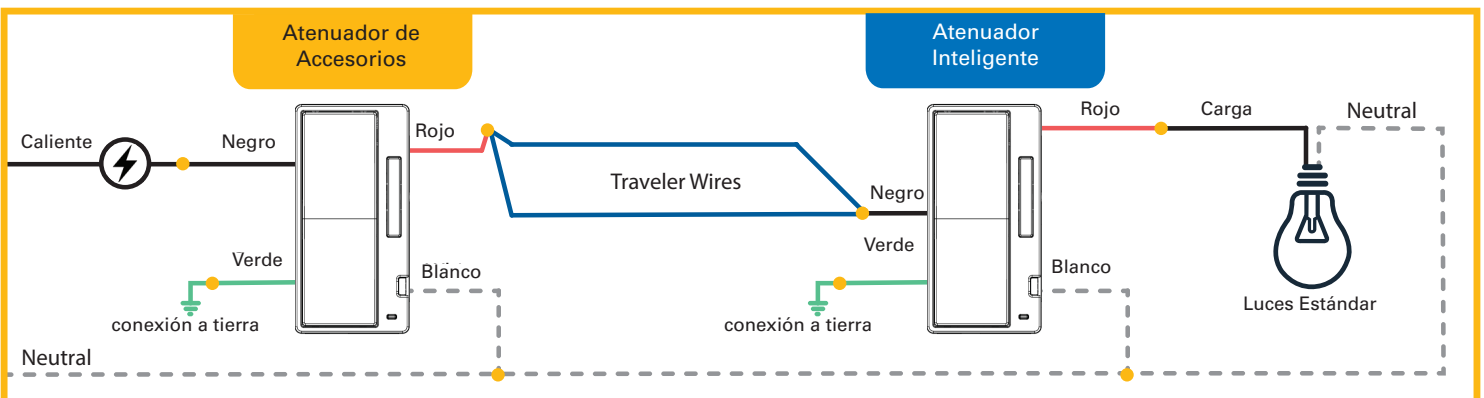 Atenuador de
Accesorios
Atenuador
Inteligente
Caliente
Negro
Rojo
Traveler Wires
Negro
Rojo
Carga
Neutral
Verde
Blanco
Verde
Blanco
conexión a tierra
conexión a tierra
Luces Estándar
Neutral